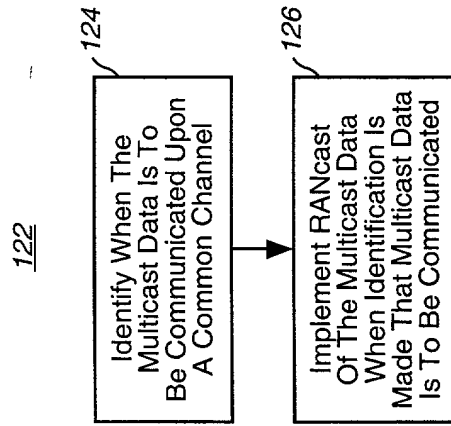 122
124
Identify When The
Multicast Data Is To
Be Communicated Upon
A Common Channel
126
Implement RANcast
Of The Multicast Data
When Identification Is
Made That Multicast Data
Is To Be Communicated